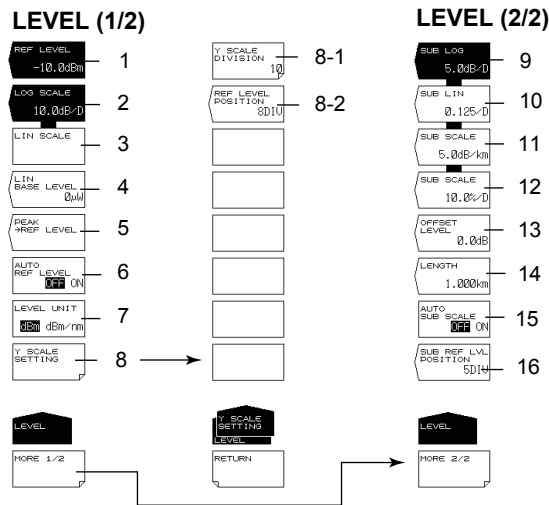 LEVEL (1/2)
REF LEVEL
-10.0dBm
1
LOG SCALE
10.0dB/D
2
LIN SCALE
3
LIN
BASE LEVEL
0µW
4
PEAK
→REF LEVEL
5
AUTO
REF LEVEL
OFF ON
6
LEVEL UNIT
dBm dBm/nm
7
Y SCALE
SETTING
8
LEVEL
MORE 1/2
Y SCALE
DIVISION
10
8-1
REF LEVEL
POSITION
8DIV
8-2
Y SCALE
SETTING
LEVEL
RETURN
LEVEL (2/2)
SUB LOG
5.0dB/D
9
SUB LIN
0.125/D
10
SUB SCALE
5.0dB/km
11
SUB SCALE
10.0%/D
12
OFFSET
LEVEL
0.0dB
13
LENGTH
1.000km
14
AUTO
SUB SCALE
OFF ON
15
SUB REF LVL
POSITION
5DIV
16
LEVEL
MORE 2/2